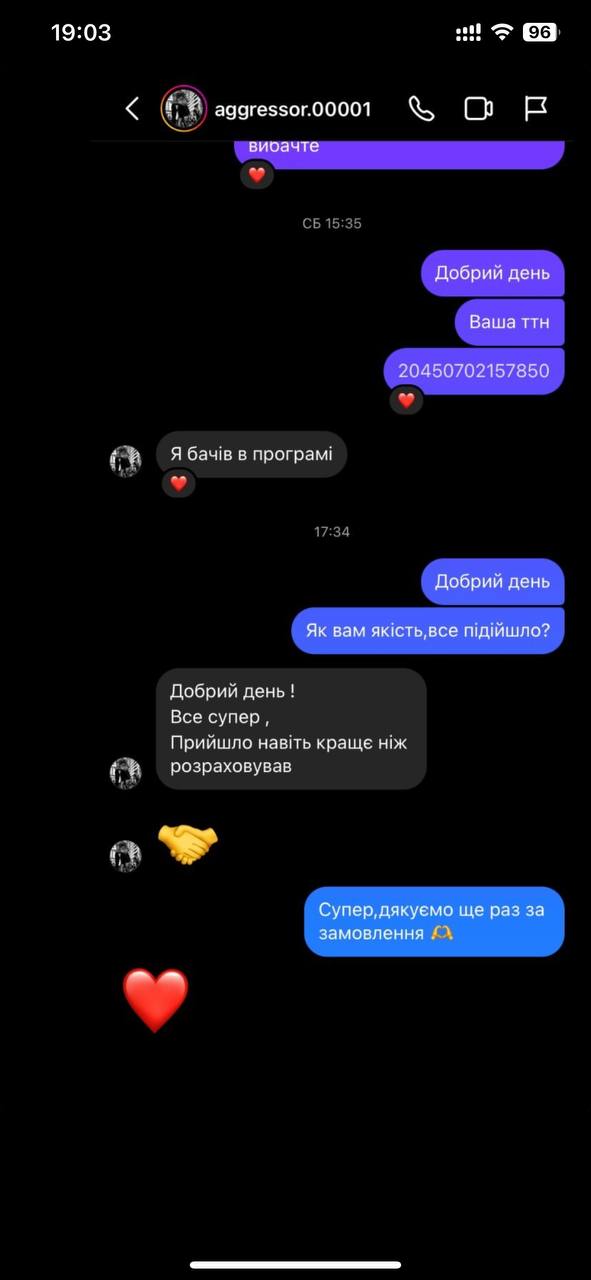 19:03
96
aggressor.00001
вибачте
СБ 15:35
Добрий день
Ваша ттн
20450702157850
Я бачів в програмі
17:34
Добрий день
Як вам якість,все підійшло?
Добрий день !
Все супер ,
Прийшло навіть кращє ніж
розраховував
Супер,дякуємо ще раз за
замовлення 🫶